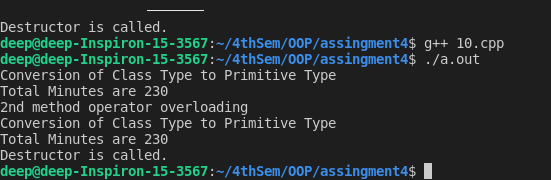 Destructor is called.
deep@deep-Inspiron-15-3567:~/4thSem/OOP/assingment4$ g++ 10.cpp
deep@deep-Inspiron-15-3567:~/4thSem/OOP/assingment4$ ./a.out
Conversion of Class Type to Primitive Type
Total Minutes are 230
2nd method operator overloading
Conversion of Class Type to Primitive Type
Total Minutes are 230
Destructor is called.
deep@deep-Inspiron-15-3567:~/4thSem/OOP/assingment4$